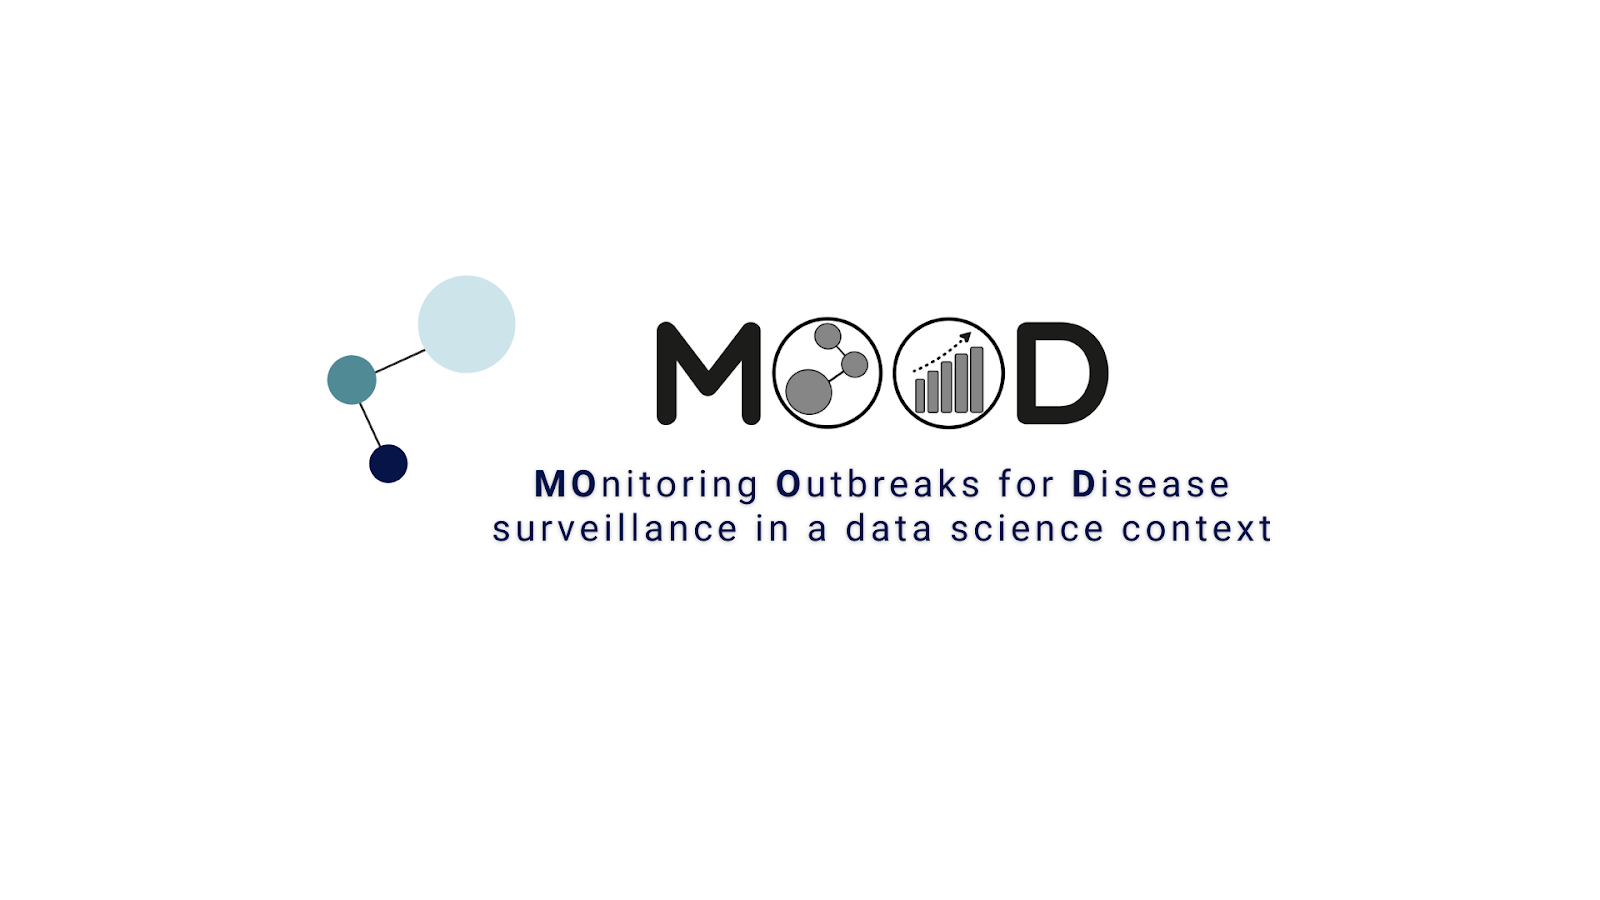 MOOD
MOnitoring Outbreaks for Disease
surveillance in a data science context